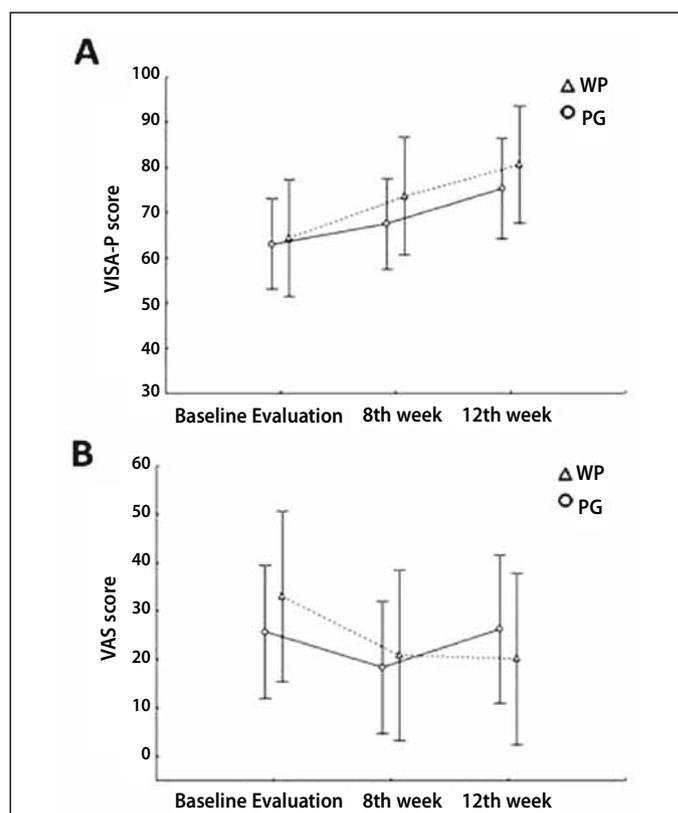 A
100
90
80
70
60
50
40
30
VISA-P score
WP
PG
Baseline Evaluation 8th week 12th week
B
60
50
40
30
20
10
0
VAS score
WP
PG
Baseline Evaluation 8th week 12th week